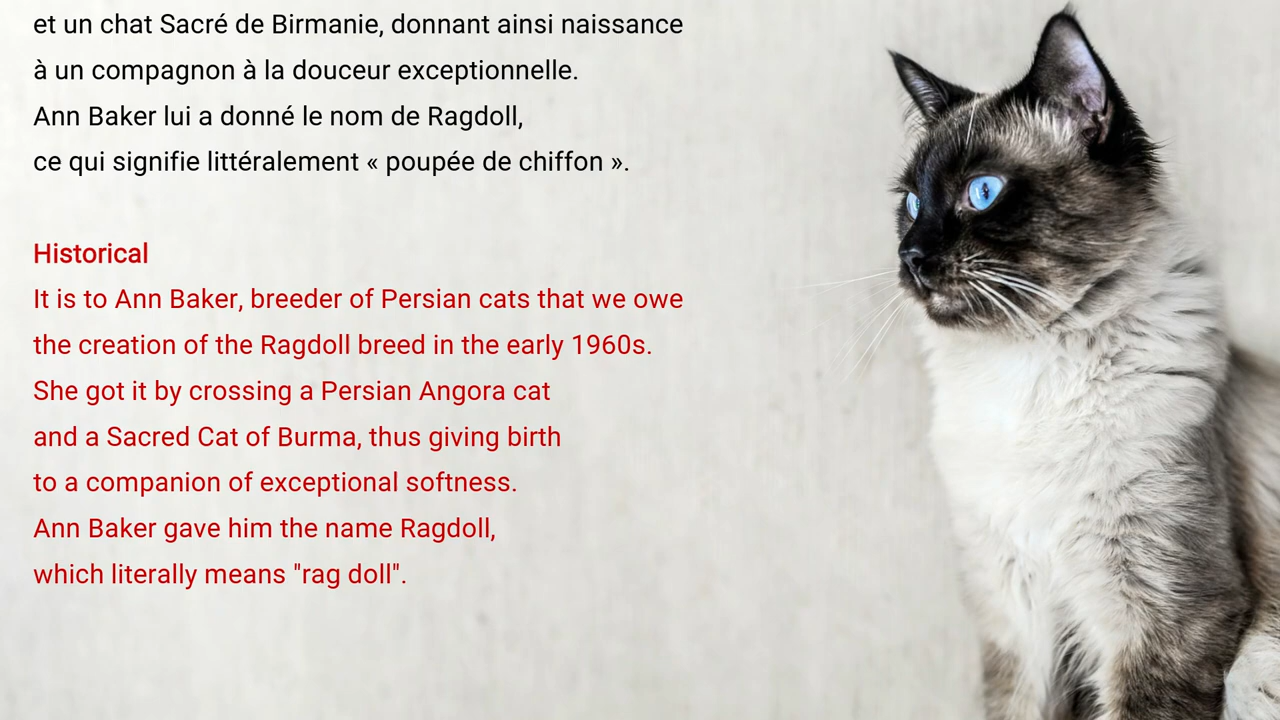 et un chat Sacré de Birmanie, donnant ainsi naissance
à un compagnon à la douceur exceptionnelle.
Ann Baker lui a donné le nom de Ragdoll,
ce qui signifie littéralement « poupée de chiffon ».
Historical
It is to Ann Baker, breeder of Persian cats that we owe
the creation of the Ragdoll breed in the early 1960s.
She got it by crossing a Persian Angora cat
and a Sacred Cat of Burma, thus giving birth
to a companion of exceptional softness.
Ann Baker gave him the name Ragdoll,
which literally means "rag doll".